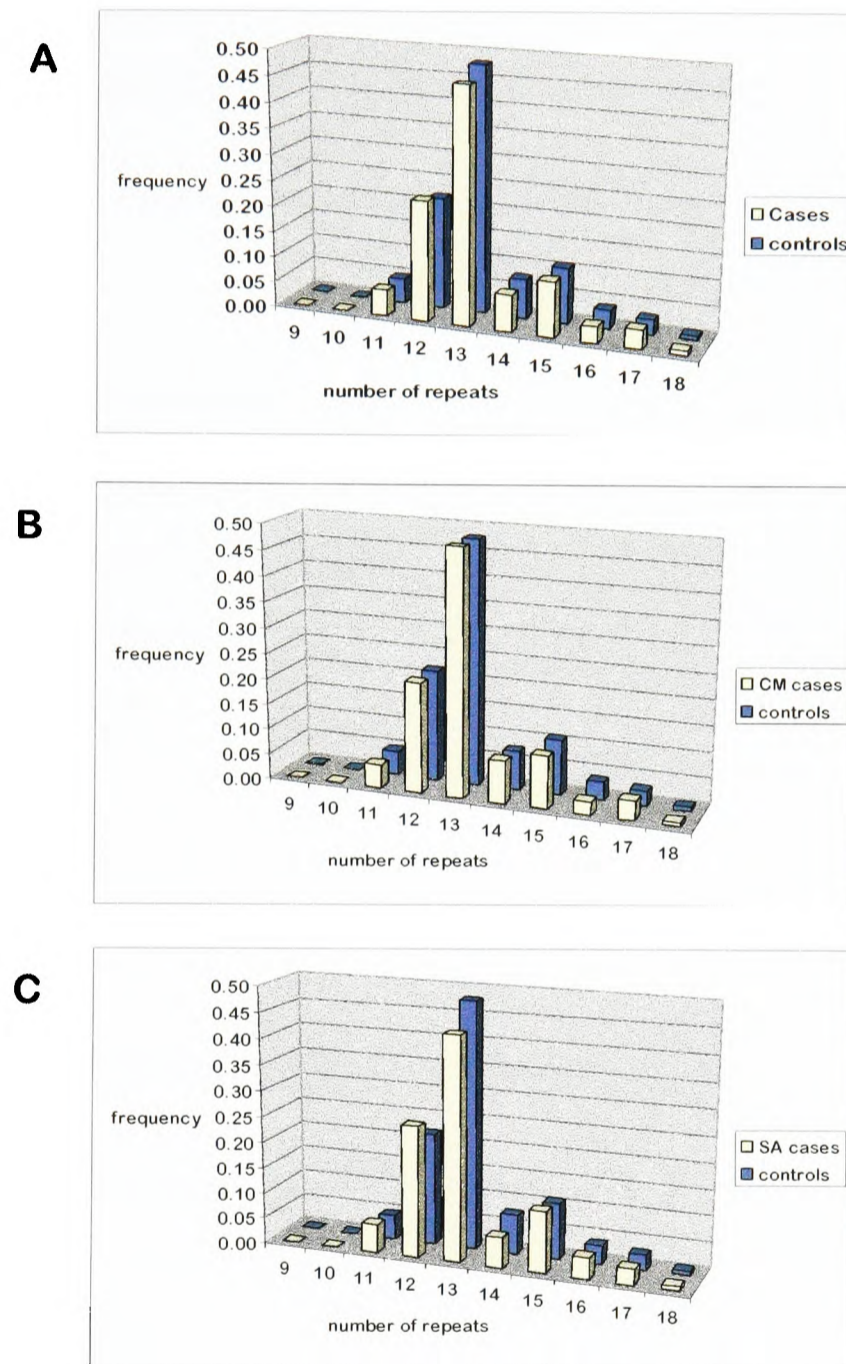 A
0.50
0.45
0.40
0.35
0.30
0.25
0.20
0.15
0.10
0.05
0.00
frequency
9 10 11 12 13 14 15 16 17 18
number of repeats
Cases
controls
B
0.50
0.45
0.40
0.35
0.30
0.25
0.20
0.15
0.10
0.05
0.00
frequency
9 10 11 12 13 14 15 16 17 18
number of repeats
CM cases
controls
C
0.50
0.45
0.40
0.35
0.30
0.25
0.20
0.15
0.10
0.05
0.00
frequency
9 10 11 12 13 14 15 16 17 18
number of repeats
SA cases
controls